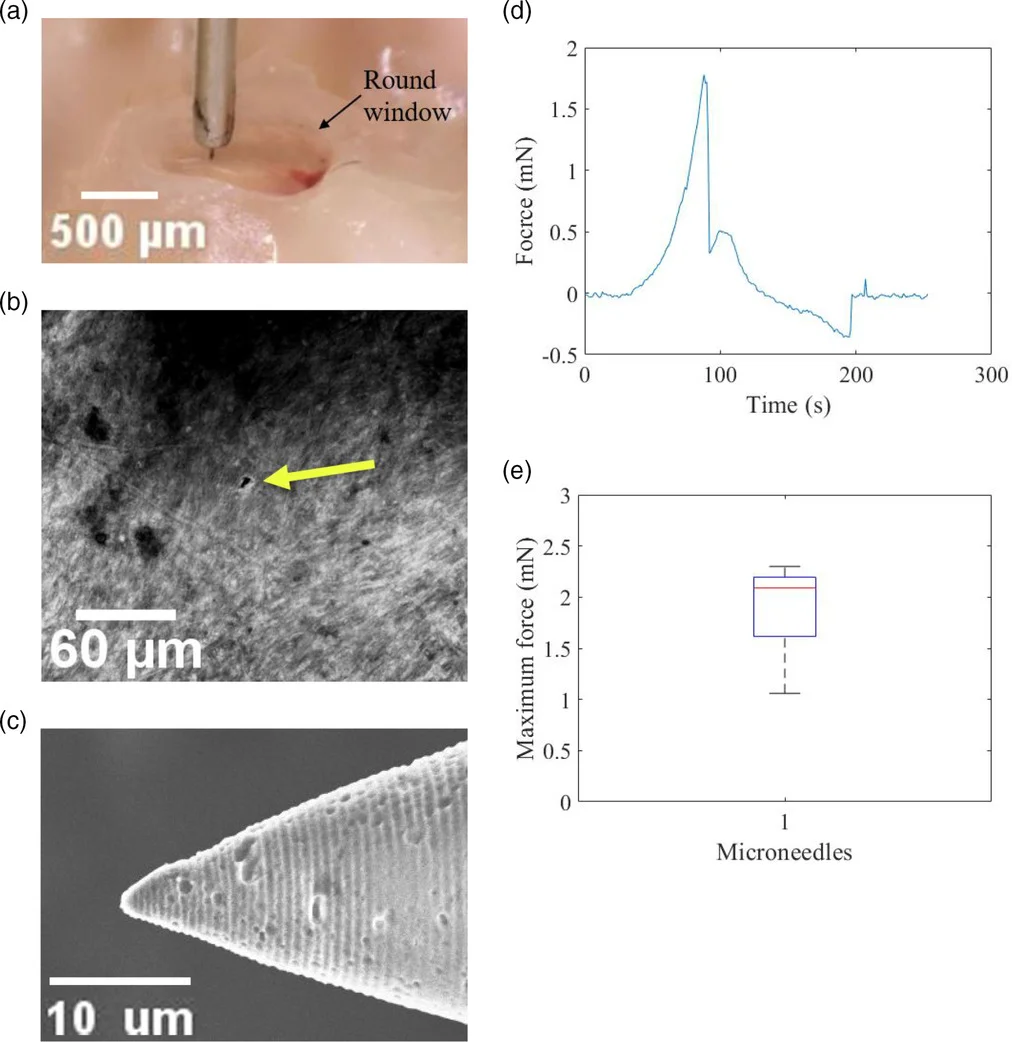 (a)
Round
window
500 µm
(b)
60 µm
(c)
10 um
(d)
2
1.5
1
0.5
0
-0.5
0
100
200
300
Focrce (mN)
Time (s)
(e)
3
2.5
2
1.5
1
0.5
0
1
Maximum force (mN)
Microneedles